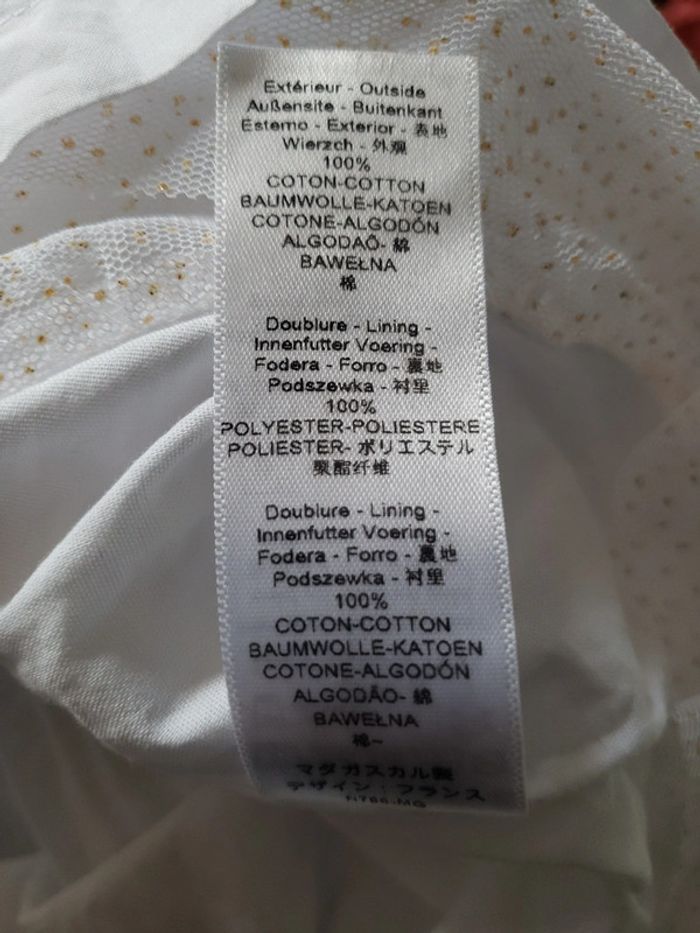 Extérieur - Outside
Außensite - Buitenkant
Esterno - Exterior - 表地
Wierzch - 外观
100%
COTON-COTTON
BAUMWOLLE-KATOEN
COTONE-ALGODÓN
ALGODAÕ- 綿
BAWEŁNA
棉
Doublure - Lining -
Innenfutter Voering -
Fodera - Forro - 裏地
Podszewka - 衬里
100%
POLYESTER-POLIESTERE
POLIESTER- ポリエステル
聚酯纤维
Doublure - Lining -
Innenfutter Voering -
Fodera - Forro - 裏地
Podszewka - 衬里
100%
COTON-COTTON
BAUMWOLLE-KATOEN
COTONE-ALGODÓN
ALGODÃO- 綿
BAWEŁNA
棉~
マダガスカル製
デザイン：フランス